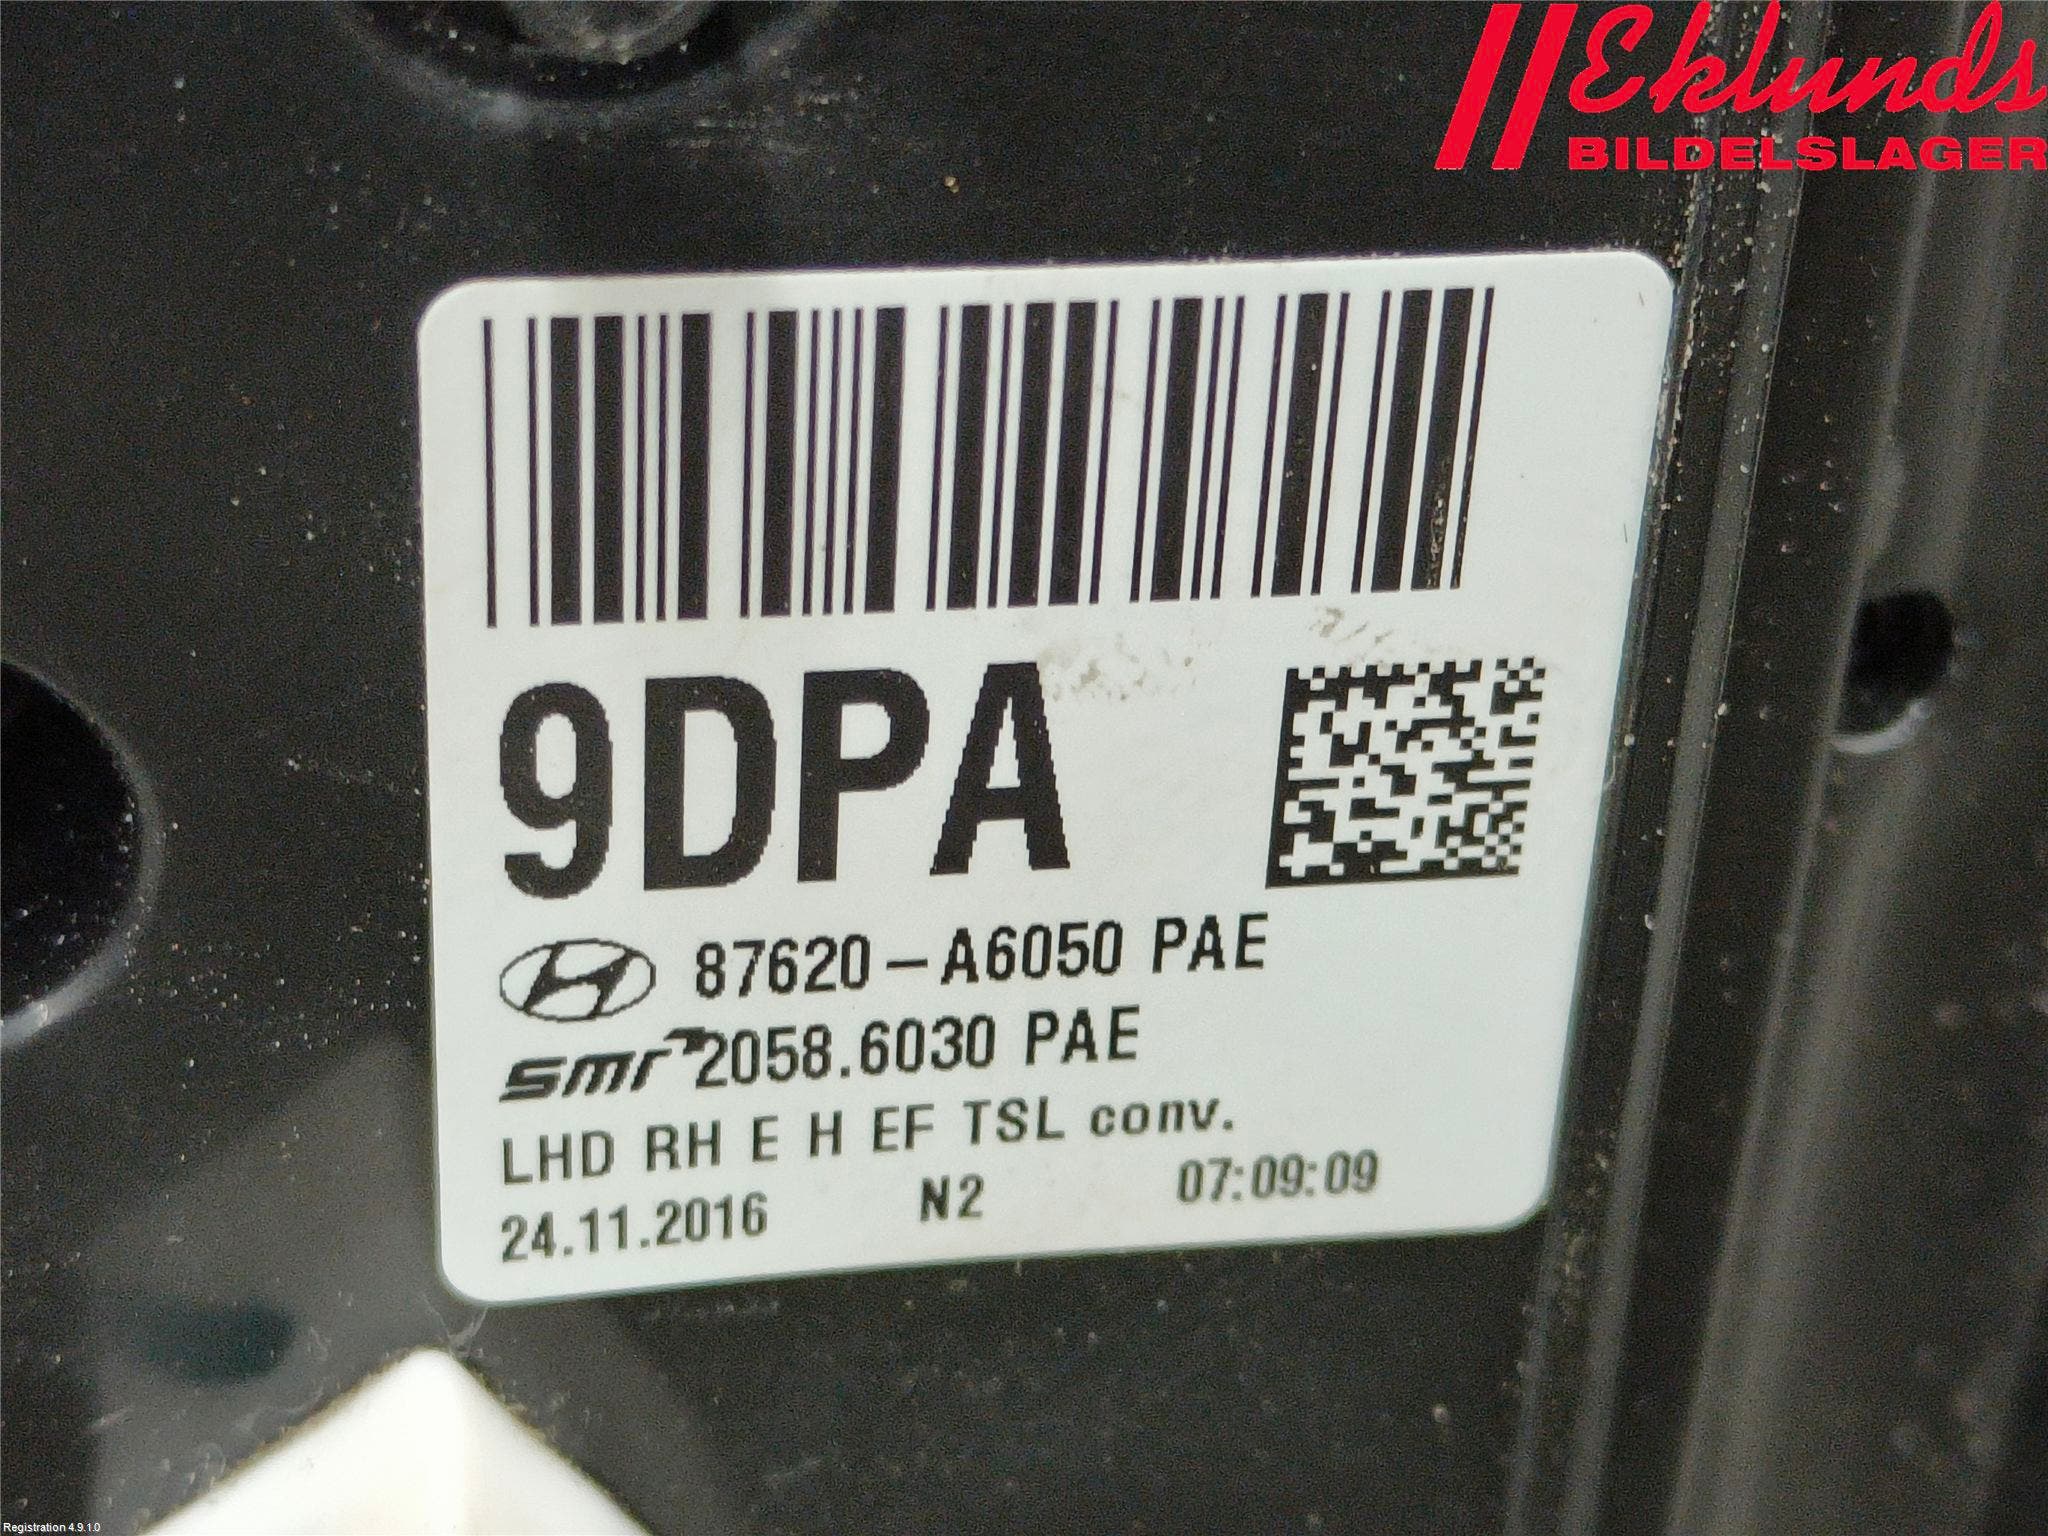 Eklunds
BILDELSLAGER
9DPA
87620-A6050 PAE
smr 2058.6030 PAE
LHD RH E H EF TSL conv.
24.11.2016 N2 07:09:09
Registration 4.9.1.0